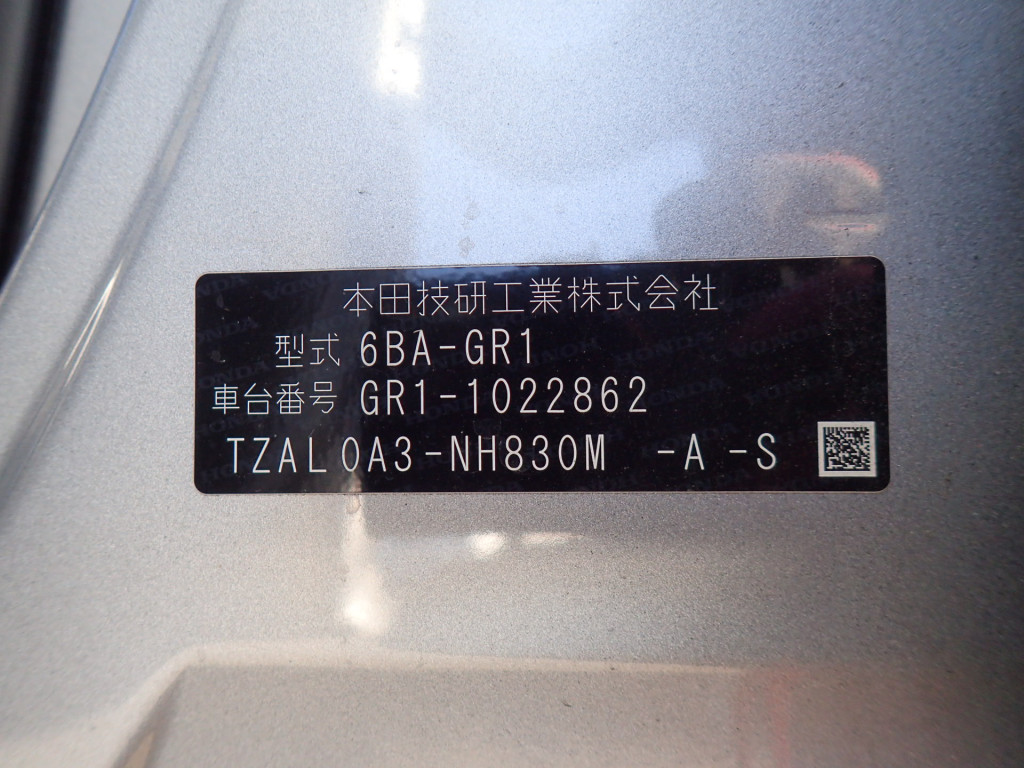 本田技研工業株式会社
型式 6BA-GR1
車台番号 GR1-1022862
TZAL0A3-NH830M -A -S